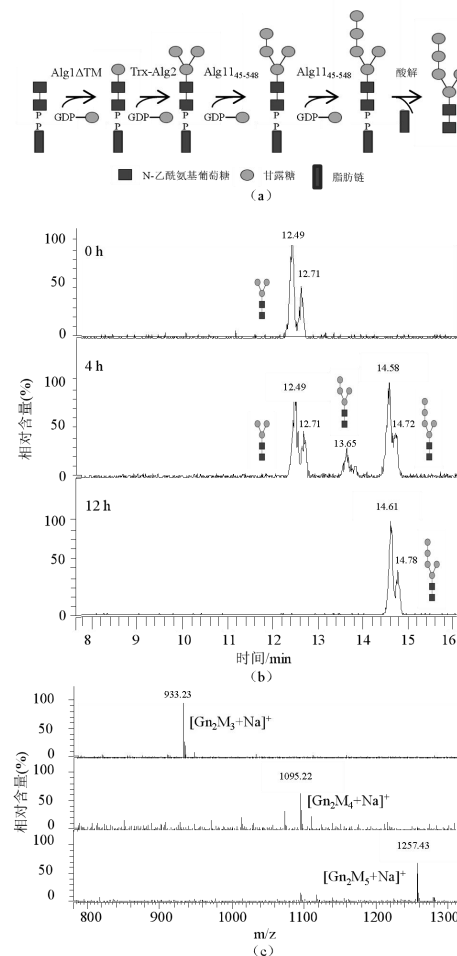 Alg1ΔTM Trx-Alg2 Alg11₄₅₋₅₄₈ Alg11₄₅₋₅₄₈ 酸解
P P P P P
P P P P P
GDP GDP GDP GDP
N-乙酰氨基葡萄糖 甘露糖 脂肪链
(a)
相对含量(%)
100
50
0
0 h
12.49
12.71
100
50
0
4 h
12.49
12.71
13.65
14.58
14.72
100
50
0
12 h
14.61
14.78
8 9 10 11 12 13 14 15 16
时间/min
(b)
相对含量(%)
100
50
0
933.23
[Gn₂M₃+Na]⁺
100
50
0
1095.22
[Gn₂M₄+Na]⁺
100
50
0
1257.43
[Gn₂M₅+Na]⁺
800 900 1000 1100 1200 1300
m/z
(c)